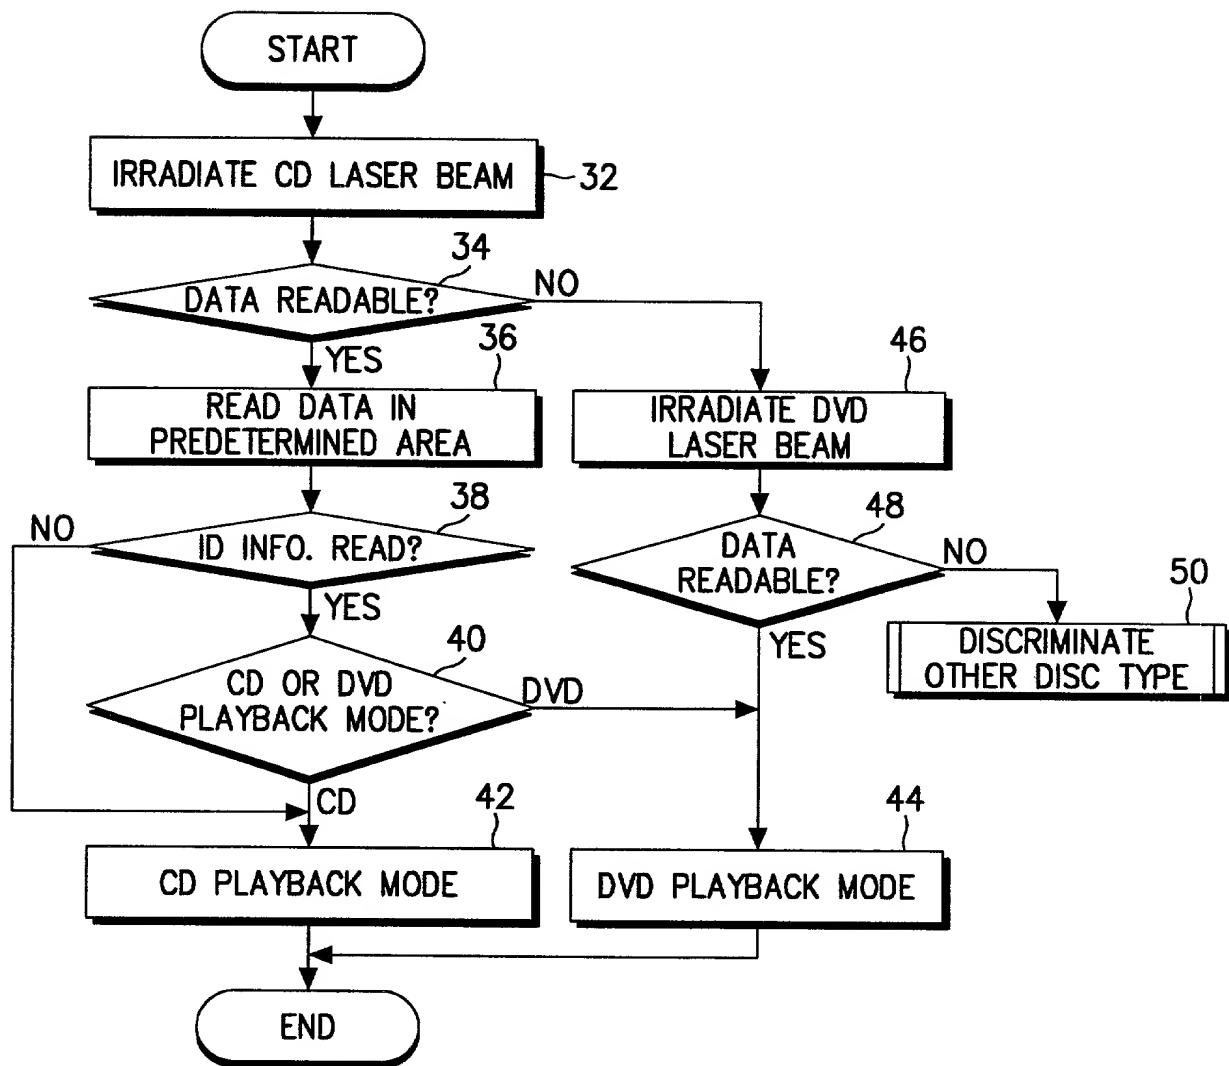 START
IRRADIATE CD LASER BEAM
32
34
DATA READABLE?
NO
YES
36
READ DATA IN
PREDETERMINED AREA
46
IRRADIATE DVD
LASER BEAM
38
NO
ID INFO. READ?
YES
48
DATA
READABLE?
NO
YES
50
DISCRIMINATE
OTHER DISC TYPE
40
CD OR DVD
PLAYBACK MODE?
DVD
CD
42
CD PLAYBACK MODE
44
DVD PLAYBACK MODE
END